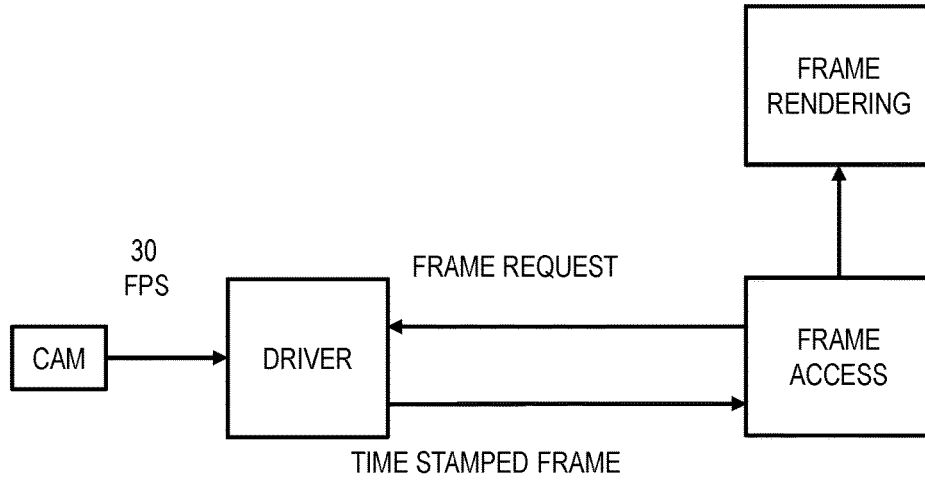 FRAME
RENDERING
30
FPS
FRAME REQUEST
CAM
DRIVER
FRAME
ACCESS
TIME STAMPED FRAME